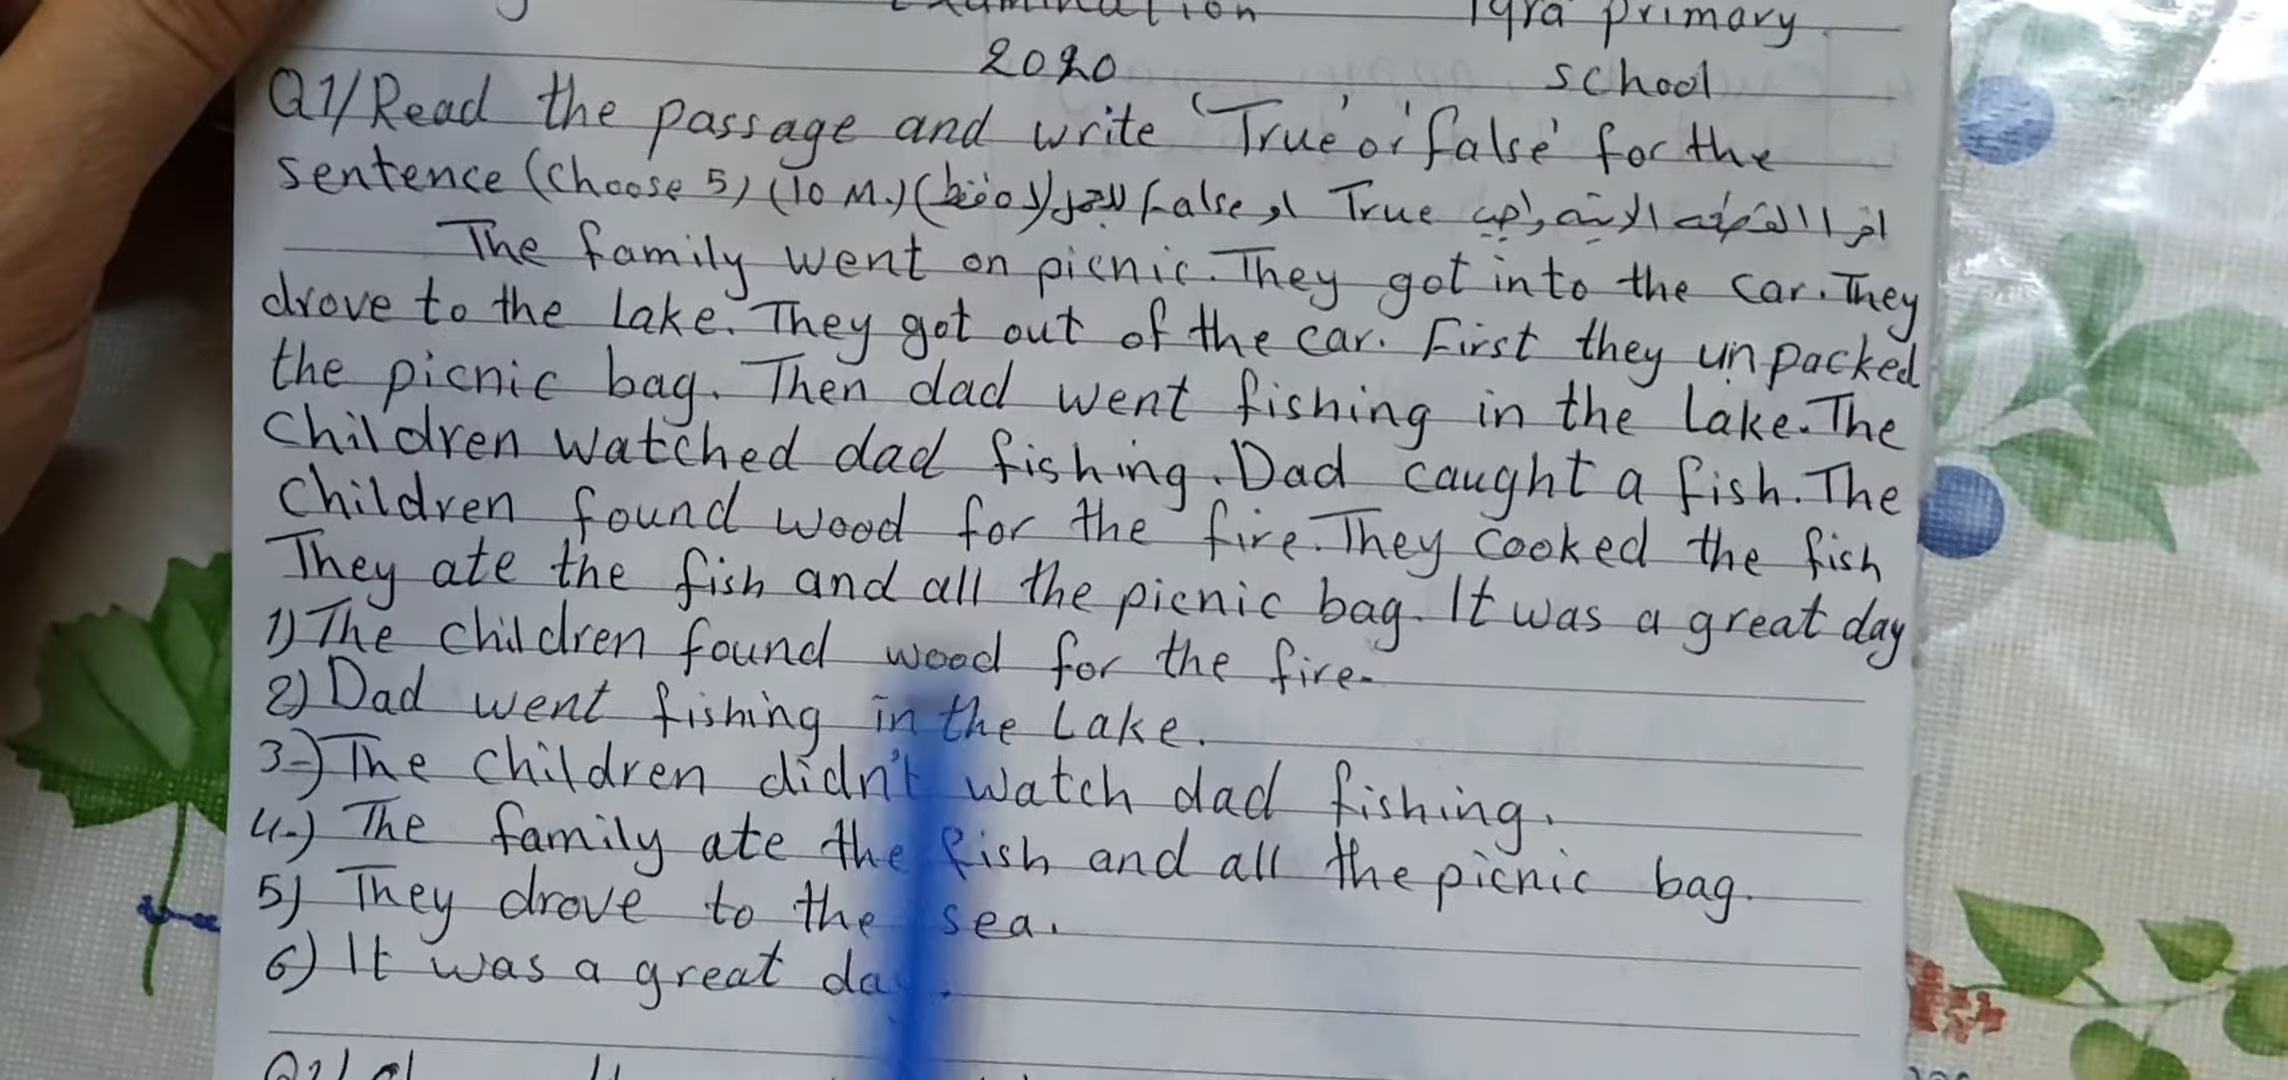 Examination Iqra primary
2020 school
Q1/ Read the passage and write 'True' or 'false' for the
sentence (Choose 5) (10 M.) اقرأ القطعة الاتية واجب True او False للجمل (5 فقط)
The family went on picnic. They got into the car. They
drove to the lake. They got out of the car. First they unpacked
the picnic bag. Then dad went fishing in the lake. The
children watched dad fishing. Dad caught a fish. The
children found wood for the fire. They cooked the fish
They ate the fish and all the picnic bag. It was a great day
1) The children found wood for the fire.
2) Dad went fishing in the Lake.
3-) The children didn't watch dad fishing.
4-) The family ate the fish and all the picnic bag.
5) They drove to the sea.
6) It was a great da .